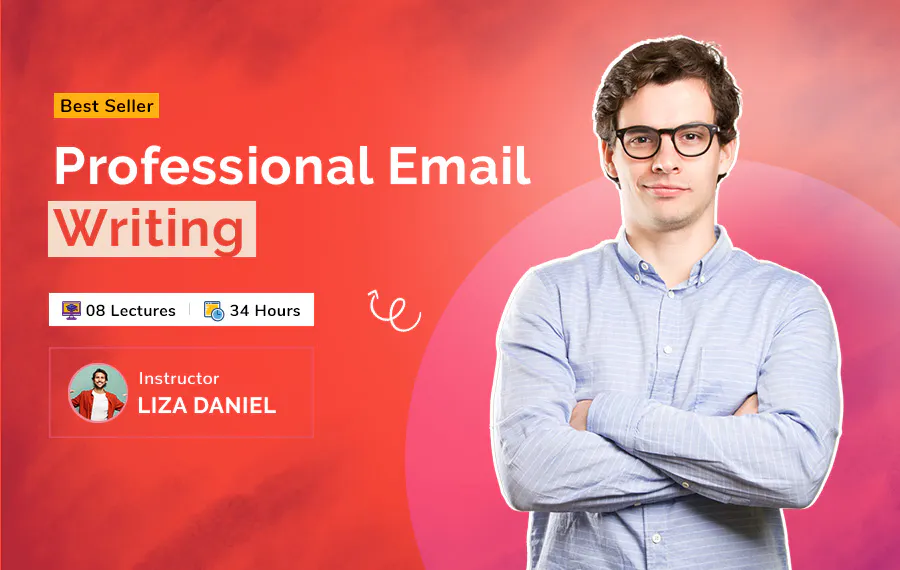 Best Seller
Professional Email
Writing
08 Lectures 34 Hours
Instructor
LIZA DANIEL